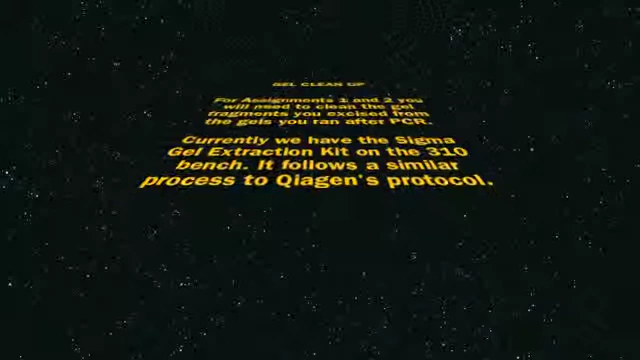 GEL CLEAN UP
For Assignments 1 and 2 you
will need to clean the gel
fragments you excised from
the gels you ran after PCR.
Currently we have the Sigma
Gel Extraction Kit on the 310
bench. It follows a similar
process to Qiagen's protocol.